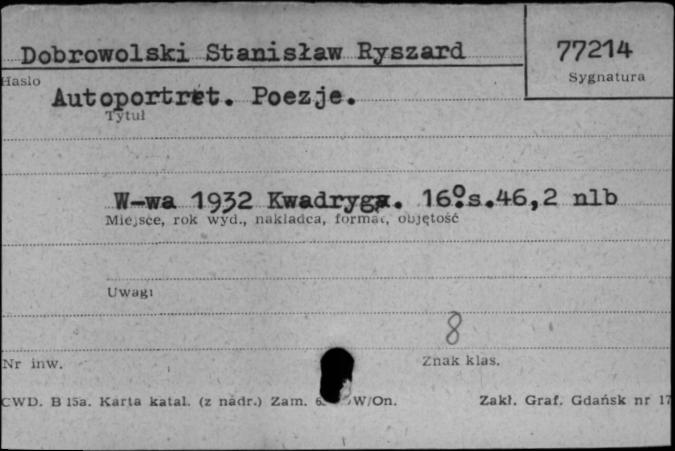 Dobrowolski Stanisław Ryszard
77214
Hasło
Sygnatura
Autoportret. Poezje.
Tytuł
W-wa 1932 Kwadryga. 16º.s.46,2 nlb
Miejsce, rok wyd., nakładca, format, objętość
Uwagi
8
Nr inw.
Znak klas.
CWD. B 15a. Karta katal. (z nadr.) Zam. W/On.
Zakł. Graf. Gdańsk nr 17